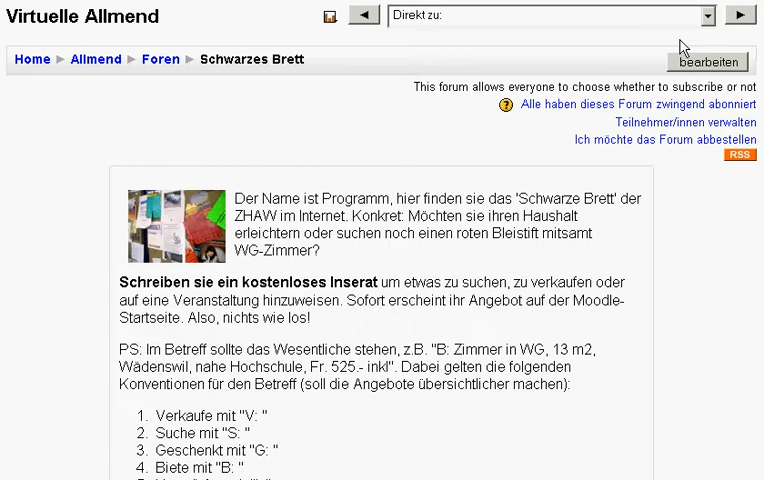 Virtuelle Allmend
Direkt zu:
Home Allmend Foren Schwarzes Brett
bearbeiten
This forum allows everyone to choose whether to subscribe or not
Alle haben dieses Forum zwingend abonniert
Teilnehmer/innen verwalten
Ich möchte das Forum abbestellen
RSS
Der Name ist Programm, hier finden sie das 'Schwarze Brett' der
ZHAW im Internet. Konkret: Möchten sie ihren Haushalt
erleichtern oder suchen noch einen roten Bleistift mitsamt
WG-Zimmer?
Schreiben sie ein kostenloses Inserat um etwas zu suchen, zu verkaufen oder
auf eine Veranstaltung hinzuweisen. Sofort erscheint ihr Angebot auf der Moodle-
Startseite. Also, nichts wie los!
PS: Im Betreff sollte das Wesentliche stehen, z.B. "B: Zimmer in WG, 13 m2,
Wädenswil, nahe Hochschule, Fr. 525.- inkl". Dabei gelten die folgenden
Konventionen für den Betreff (soll die Angebote übersichtlicher machen):
1. Verkaufe mit "V: "
2. Suche mit "S: "
3. Geschenkt mit "G: "
4. Biete mit "B: "